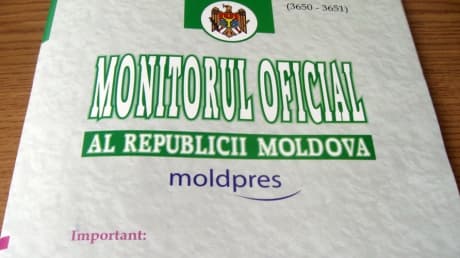 (3650 - 3651)
MONITORUL OFICIAL
AL REPUBLICII MOLDOVA
moldpres
Important: